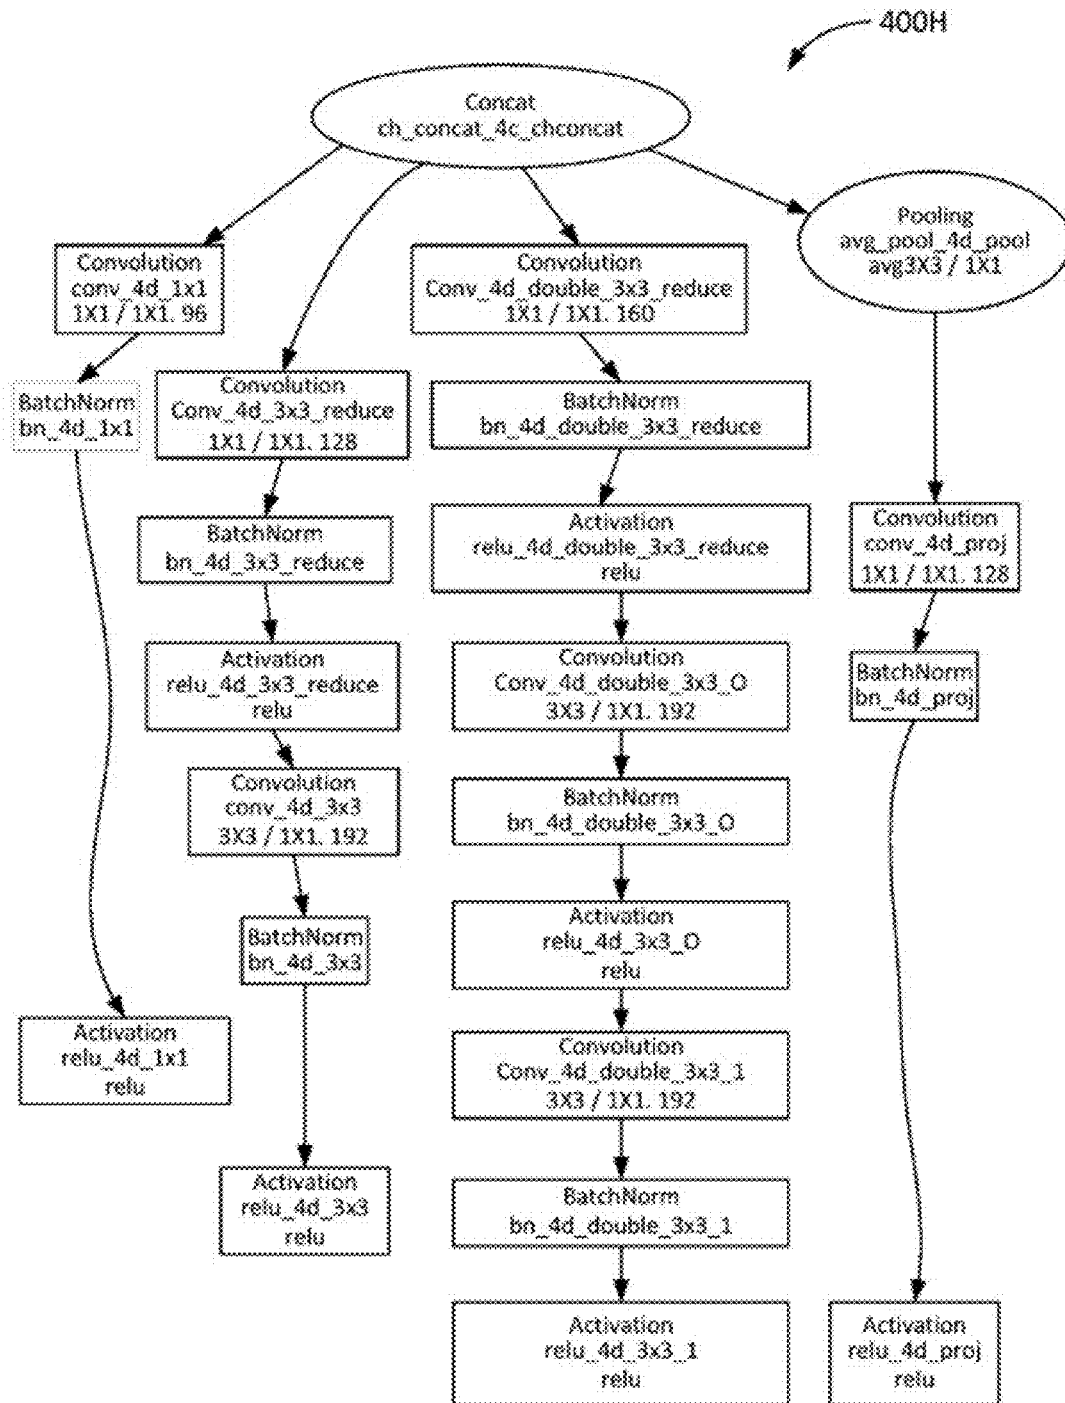 400H
Concat
ch_concat_4c_chconcat
Pooling
avg_pool_4d_pool
avg3X3 / 1X1
Convolution
conv_4d_1x1
1X1 / 1X1. 96
Convolution
Conv_4d_double_3x3_reduce
1X1 / 1X1. 160
BatchNorm
bn_4d_1x1
Convolution
Conv_4d_3x3_reduce
1X1 / 1X1. 128
BatchNorm
bn_4d_double_3x3_reduce
BatchNorm
bn_4d_3x3_reduce
Activation
relu_4d_double_3x3_reduce
relu
Convolution
conv_4d_proj
1X1 / 1X1. 128
Activation
relu_4d_3x3_reduce
relu
Convolution
Conv_4d_double_3x3_O
3X3 / 1X1. 192
BatchNorm
bn_4d_proj
Convolution
conv_4d_3x3
3X3 / 1X1. 192
BatchNorm
bn_4d_double_3x3_O
BatchNorm
bn_4d_3x3
Activation
relu_4d_3x3_O
relu
Activation
relu_4d_1x1
relu
Convolution
Conv_4d_double_3x3_1
3X3 / 1X1. 192
Activation
relu_4d_3x3
relu
BatchNorm
bn_4d_double_3x3_1
Activation
relu_4d_3x3_1
relu
Activation
relu_4d_proj
relu